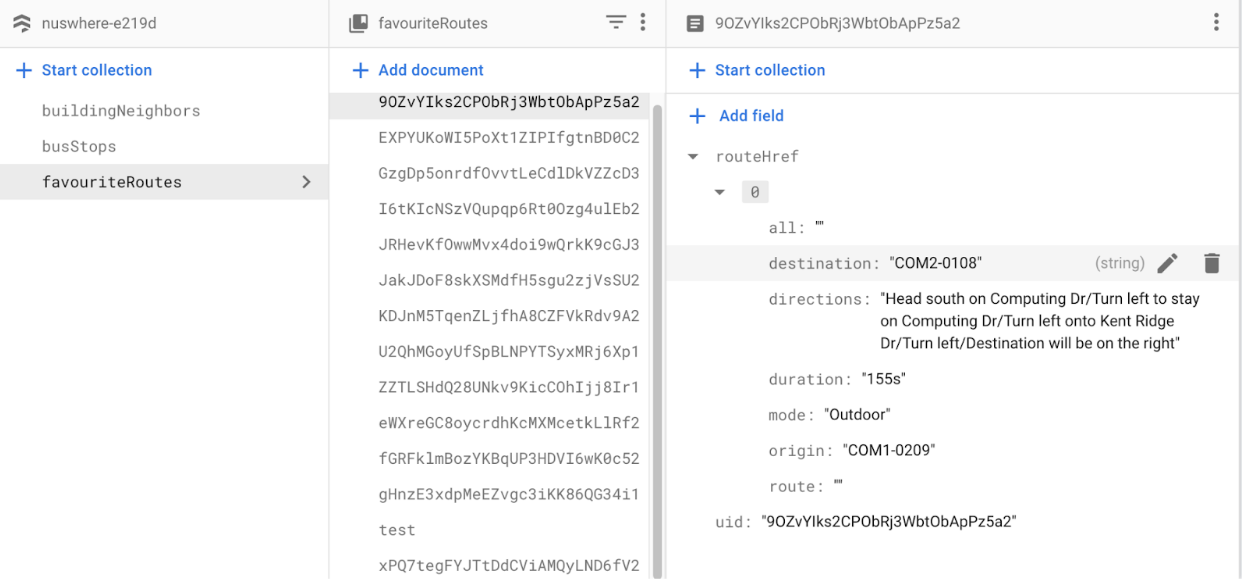 nuswhere-e219d
Start collection
buildingNeighbors
busStops
favouriteRoutes
favouriteRoutes
Add document
9OZvYIks2CPObRj3WbtObApPz5a2
EXPYUKoWI5PoXt1ZIPIfgtnBD0C2
GzgDp5onrdfOvvtLeCdlDkVZZcD3
I6tKIcNSzVQupqp6Rt0Ozg4ulEb2
JRHevKfOwwMvx4doi9wQrkK9cGJ3
JakJDoF8skXSMdfH5sgu2zjVsSU2
KDJnM5TqenZLjfhA8CZFVkRdv9A2
U2QhMGoyUfSpBLNPYTSyxMRj6Xp1
ZZTLSHdQ28UNkv9KicCOhIjj8Ir1
eWXreGC8oycrdhKcMXMcetkLlRf2
fGRFklmBozYKBqUP3HDVI6wK0c52
gHnzE3xdpMeEZvgc3iKK86QG34i1
test
xPQ7tegFYJTtDdCViAMQyLND6fV2
9OZvYIks2CPObRj3WbtObApPz5a2
Start collection
Add field
routeHref
0
all: ""
destination: "COM2-0108" (string)
directions: "Head south on Computing Dr/Turn left to stay
on Computing Dr/Turn left onto Kent Ridge
Dr/Turn left/Destination will be on the right"
duration: "155s"
mode: "Outdoor"
origin: "COM1-0209"
route: ""
uid: "9OZvYIks2CPObRj3WbtObApPz5a2"